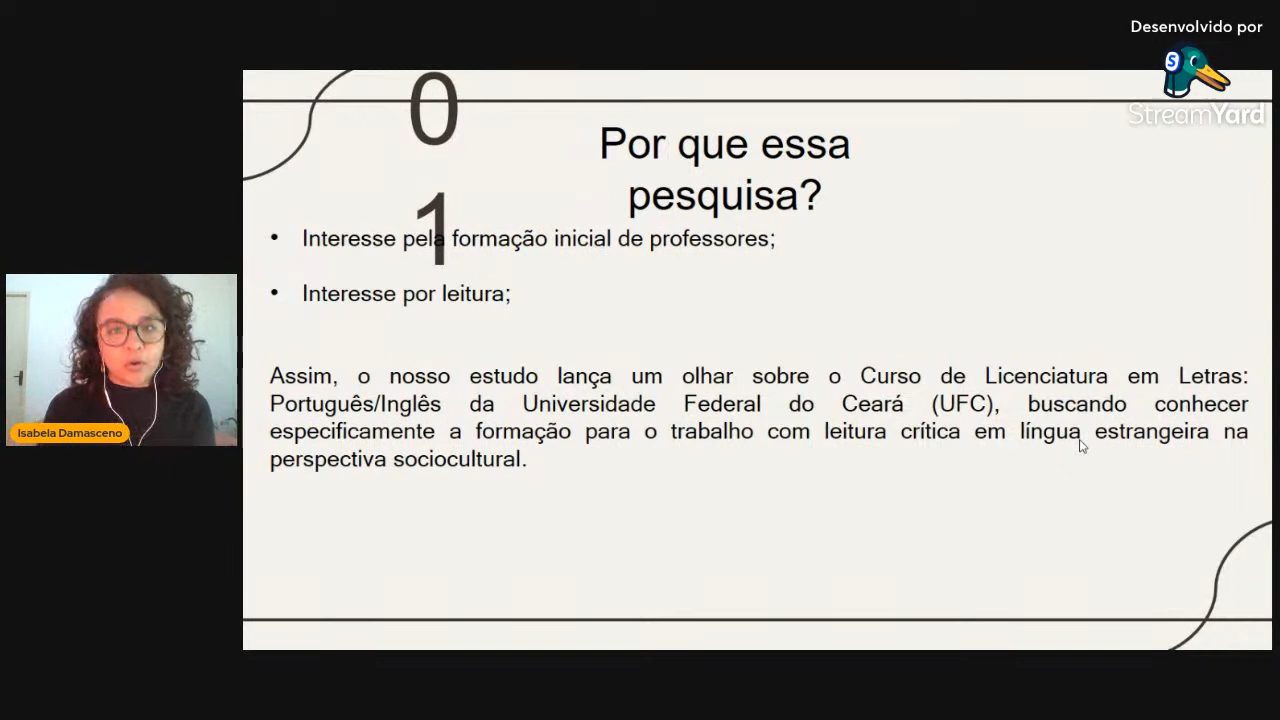 Desenvolvido por
StreamYard
0
1
Por que essa
pesquisa?
• Interesse pela formação inicial de professores;
• Interesse por leitura;
Assim, o nosso estudo lança um olhar sobre o Curso de Licenciatura em Letras:
Português/Inglês da Universidade Federal do Ceará (UFC), buscando conhecer
especificamente a formação para o trabalho com leitura crítica em língua estrangeira na
perspectiva sociocultural.
Isabela Damasceno